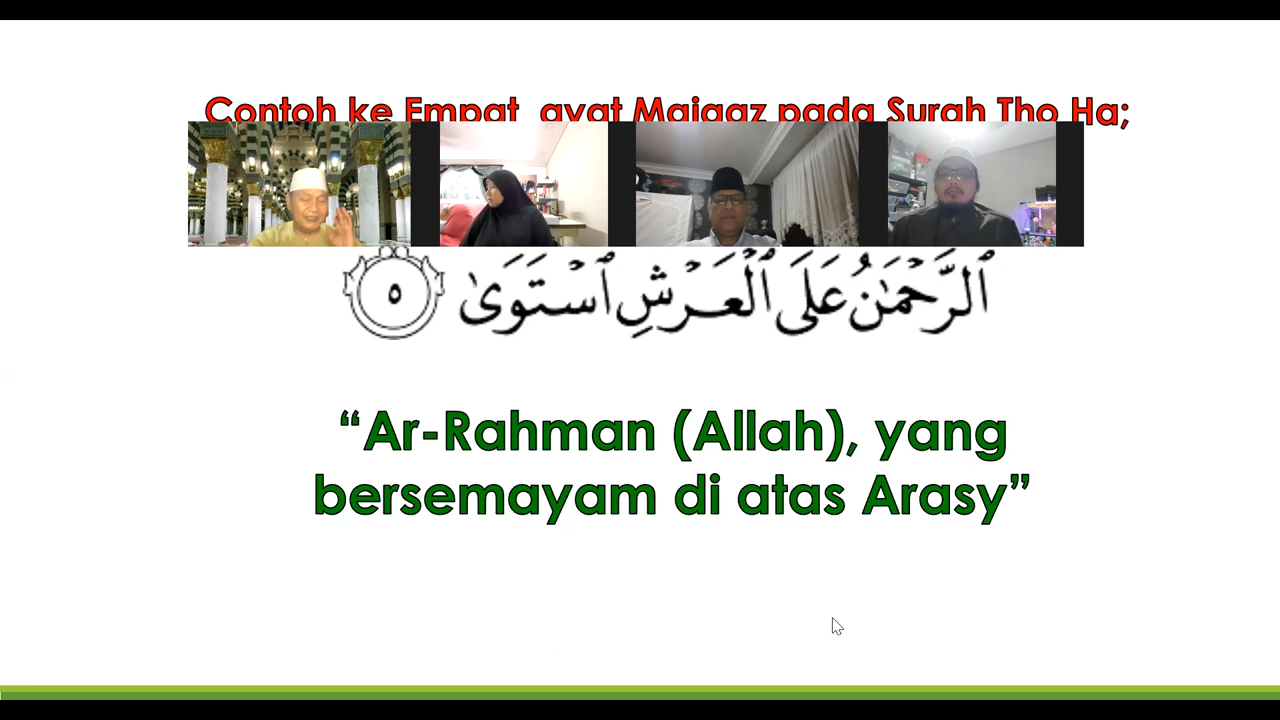 Contoh ke Empat ayat Majaaz pada Surah Tho Ha;
ٱلرَّحْمَـٰنُ عَلَى ٱلْعَرْشِ ٱسْتَوَىٰ ٥
“Ar-Rahman (Allah), yang
bersemayam di atas Arasy”